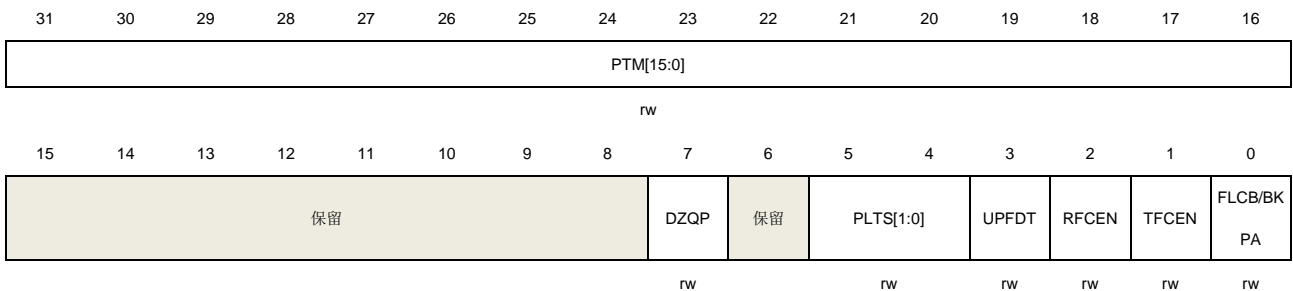 31 30 29 28 27 26 25 24 23 22 21 20 19 18 17 16
PTM[15:0]
rw
15 14 13 12 11 10 9 8 7 6 5 4 3 2 1 0
保留 DZQP 保留 PLTS[1:0] UPFDT RFCEN TFCEN FLCB/BK
PA
rw rw rw rw rw rw